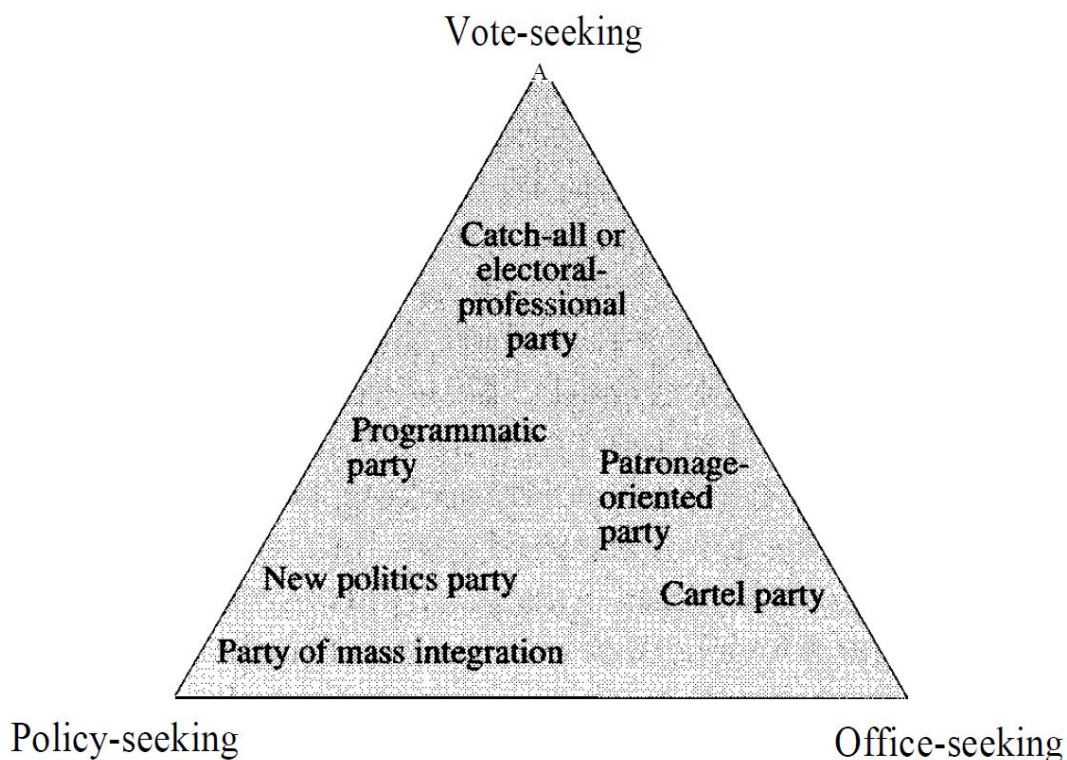 Vote-seeking
A
Catch-all or
electoral-
professional
party
Programmatic
party
Patronage-
oriented
party
New politics party
Cartel party
Party of mass integration
Policy-seeking
Office-seeking